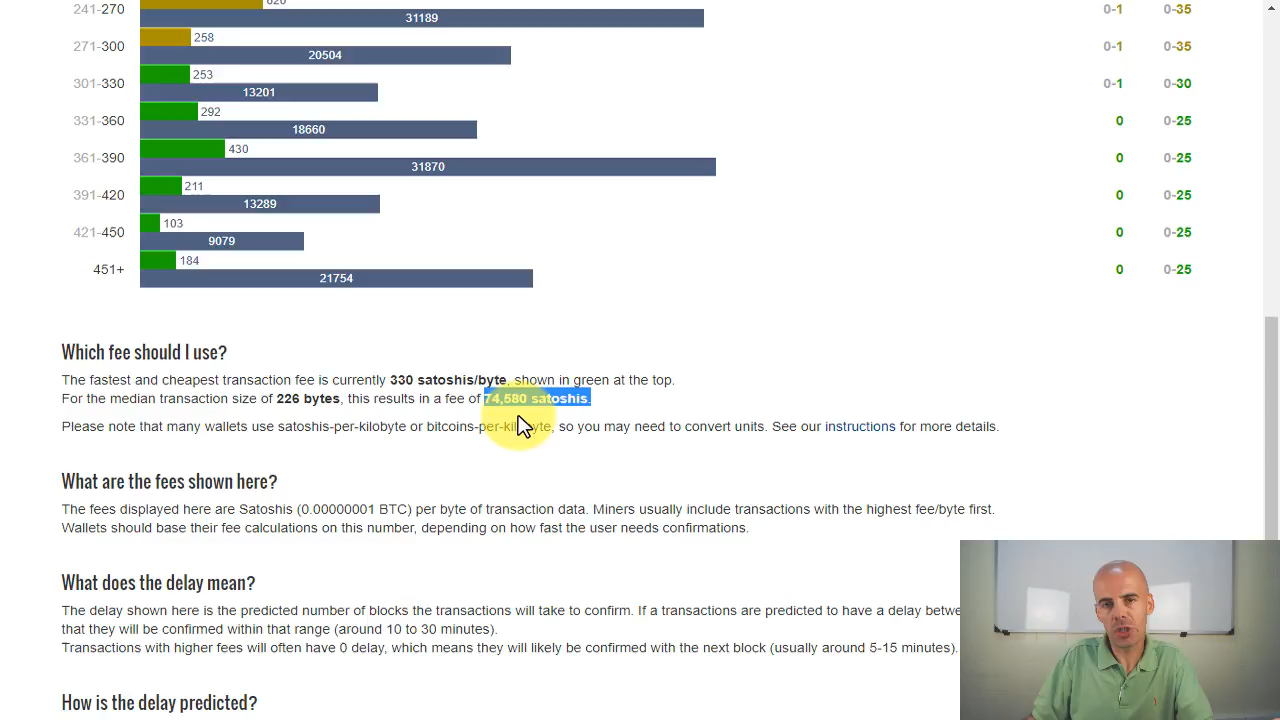 620
241-270 31189 0-1 0-35
258
271-300 20504 0-1 0-35
253
301-330 13201 0-1 0-30
292
331-360 18660 0 0-25
430
361-390 31870 0 0-25
211
391-420 13289 0 0-25
103
421-450 9079 0 0-25
184
451+ 21754 0 0-25
Which fee should I use?
The fastest and cheapest transaction fee is currently 330 satoshis/byte, shown in green at the top.
For the median transaction size of 226 bytes, this results in a fee of 74,580 satoshis.
Please note that many wallets use satoshis-per-kilobyte or bitcoins-per-kilobyte, so you may need to convert units. See our instructions for more details.
What are the fees shown here?
The fees displayed here are Satoshis (0.00000001 BTC) per byte of transaction data. Miners usually include transactions with the highest fee/byte first.
Wallets should base their fee calculations on this number, depending on how fast the user needs confirmations.
What does the delay mean?
The delay shown here is the predicted number of blocks the transactions will take to confirm. If a transactions are predicted to have a delay betwe
that they will be confirmed within that range (around 10 to 30 minutes).
Transactions with higher fees will often have 0 delay, which means they will likely be confirmed with the next block (usually around 5-15 minutes).
How is the delay predicted?